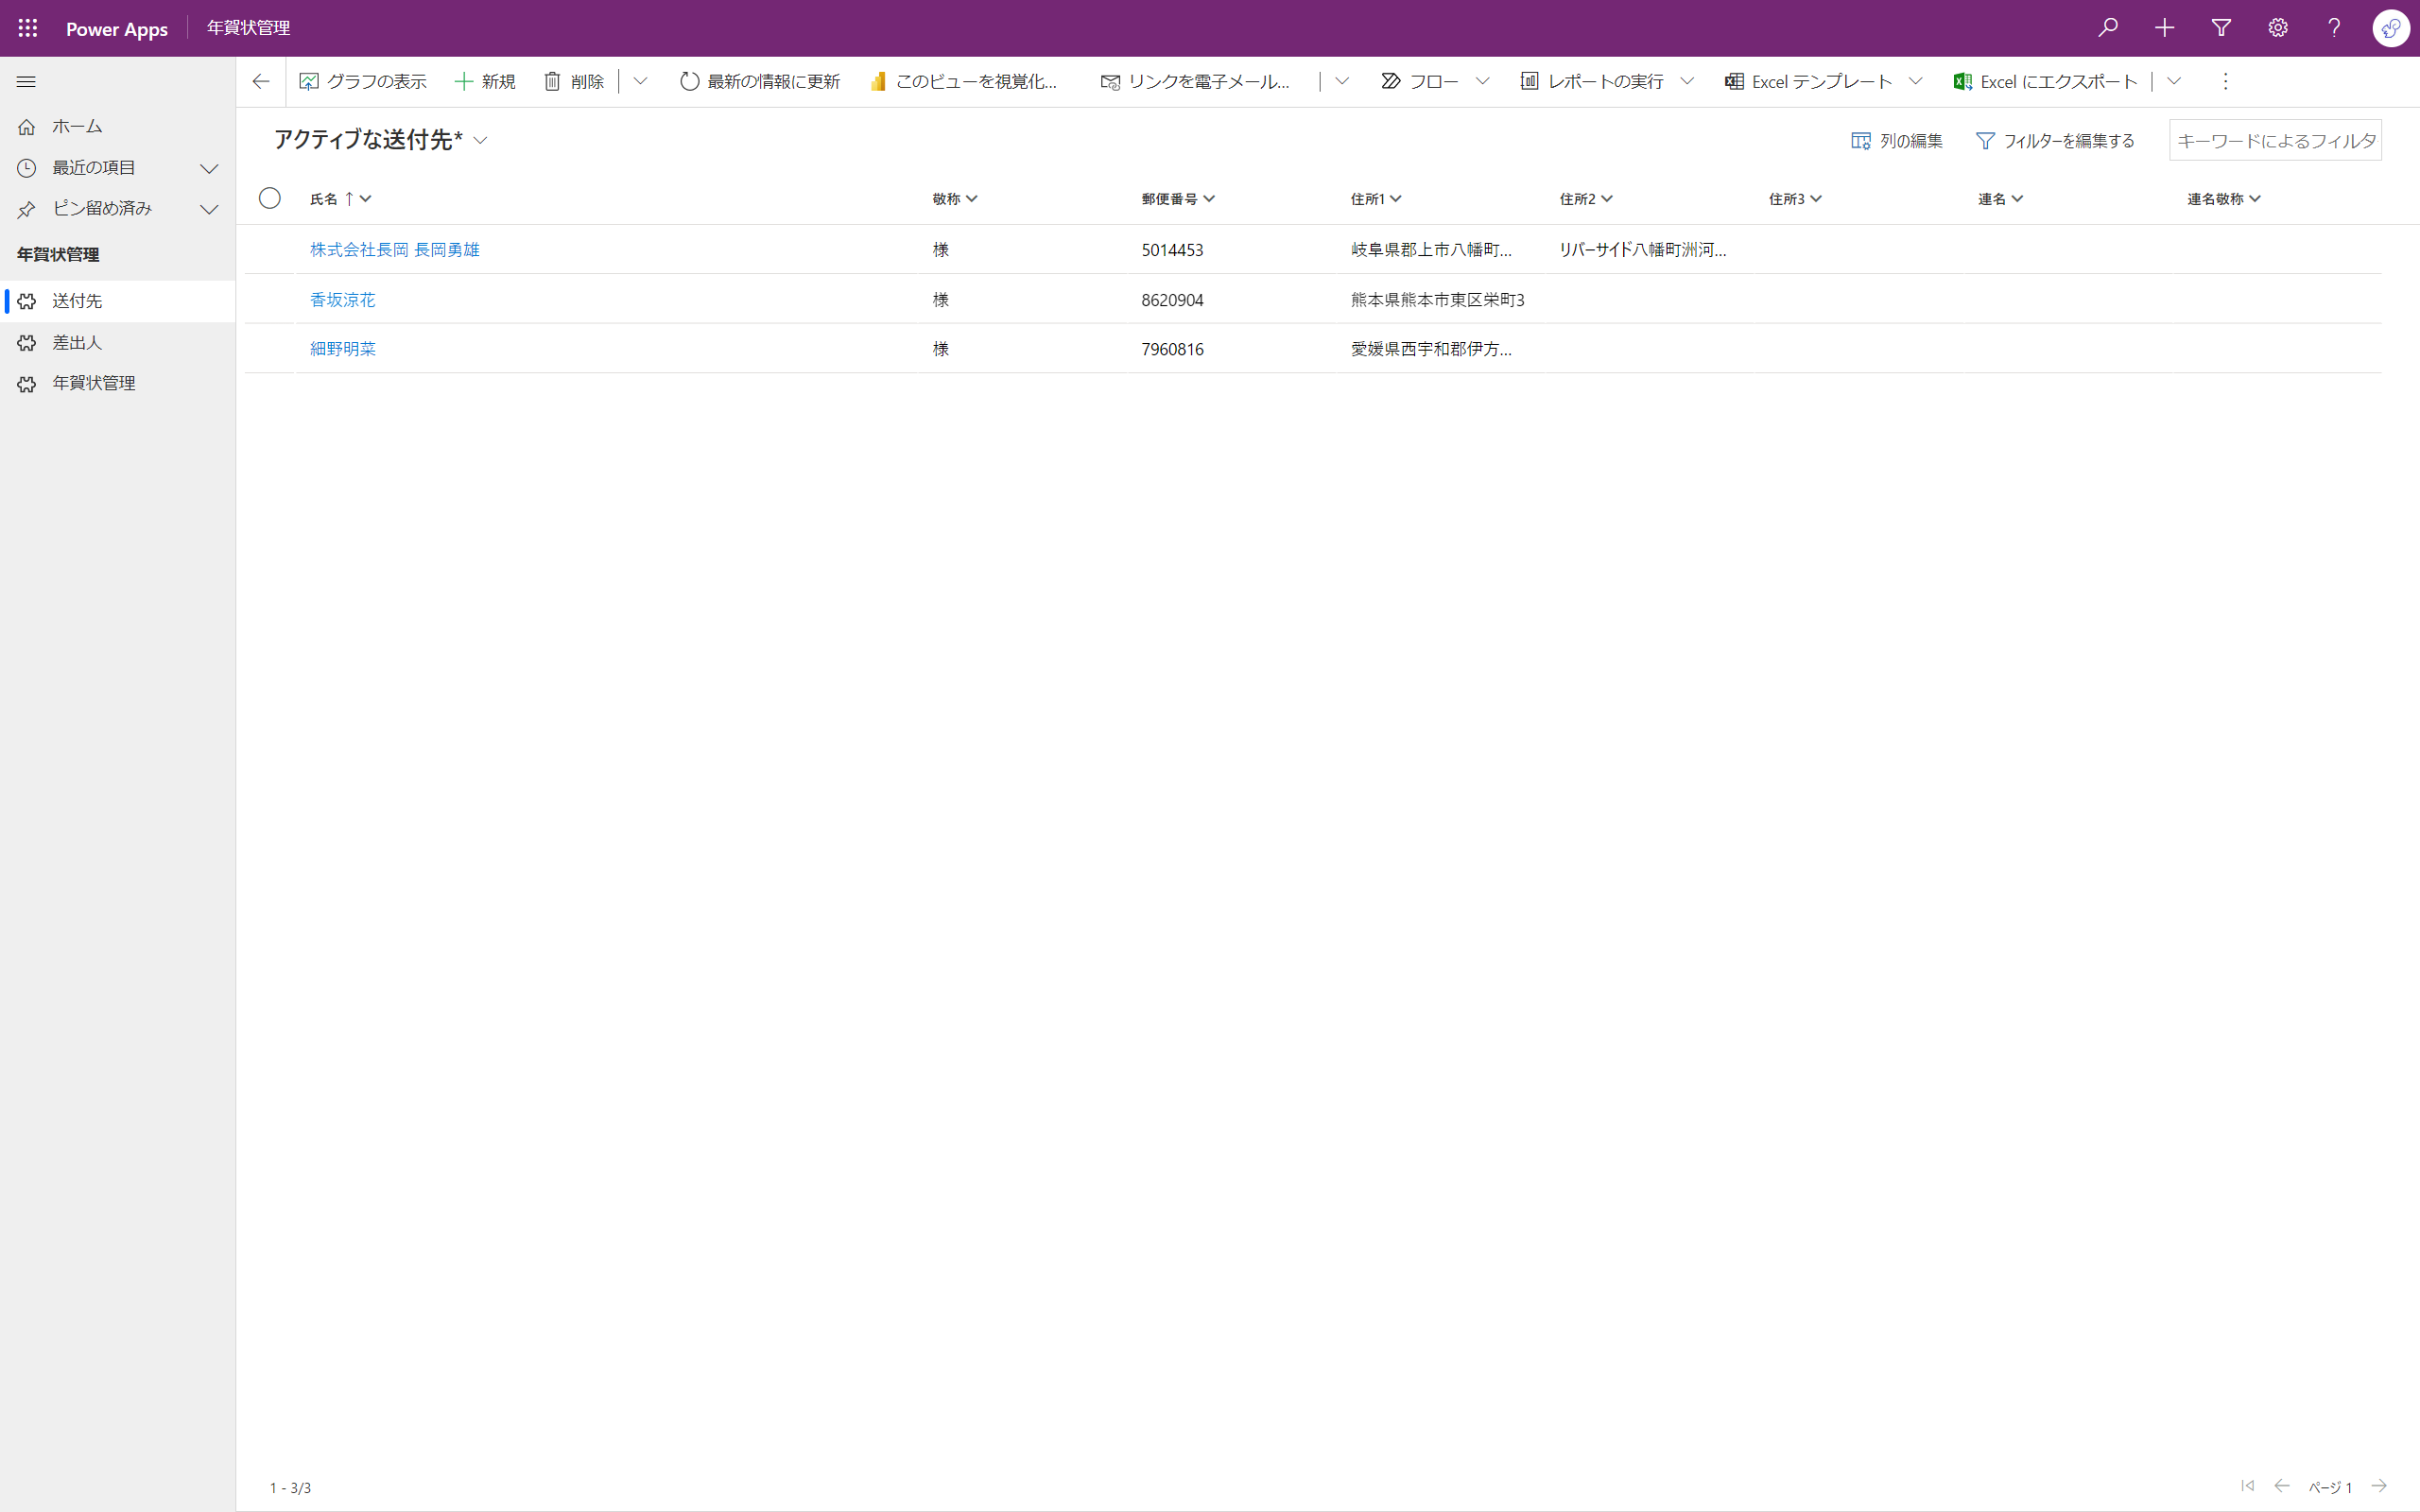 Power Apps 年賀状管理
グラフの表示 新規 削除 最新の情報に更新 このビューを視覚化... リンクを電子メール... フロー レポートの実行 Excel テンプレート Excel にエクスポート
ホーム
最近の項目
ピン留め済み
年賀状管理
送付先
差出人
年賀状管理
アクティブな送付先*
列の編集 フィルターを編集する キーワードによるフィルタ
氏名 敬称 郵便番号 住所1 住所2 住所3 連名 連名敬称
株式会社長岡 長岡勇雄 様 5014453 岐阜県郡上市八幡町... リバーサイド八幡町洲河...
香坂涼花 様 8620904 熊本県熊本市東区栄町3
細野明菜 様 7960816 愛媛県西宇和郡伊方...
1 - 3/3 ページ 1